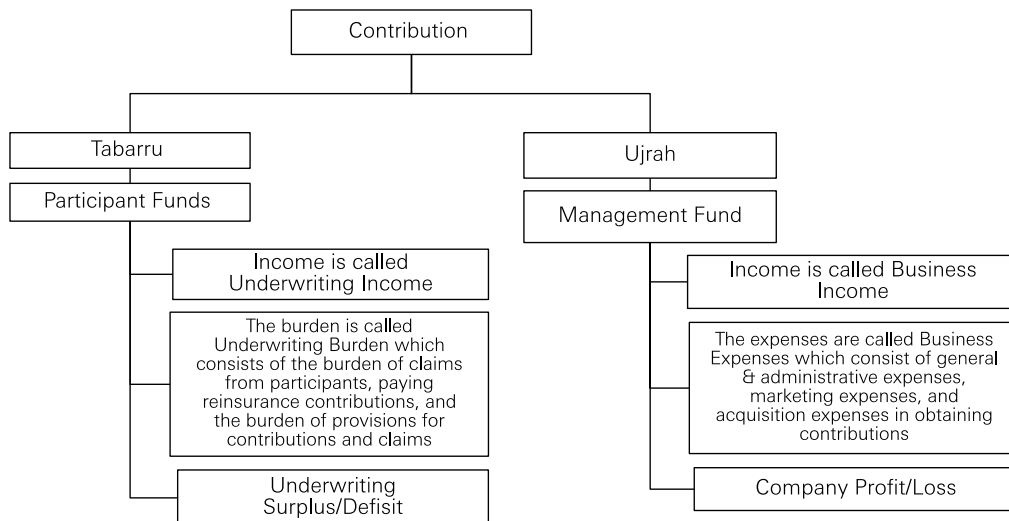 Contribution
Tabarru
Participant Funds
Income is called
Underwriting Income
The burden is called
Underwriting Burden which
consists of the burden of claims
from participants, paying
reinsurance contributions, and
the burden of provisions for
contributions and claims
Underwriting
Surplus/Defisit
Ujrah
Management Fund
Income is called Business
Income
The expenses are called Business
Expenses which consist of general
& administrative expenses,
marketing expenses, and
acquisition expenses in obtaining
contributions
Company Profit/Loss